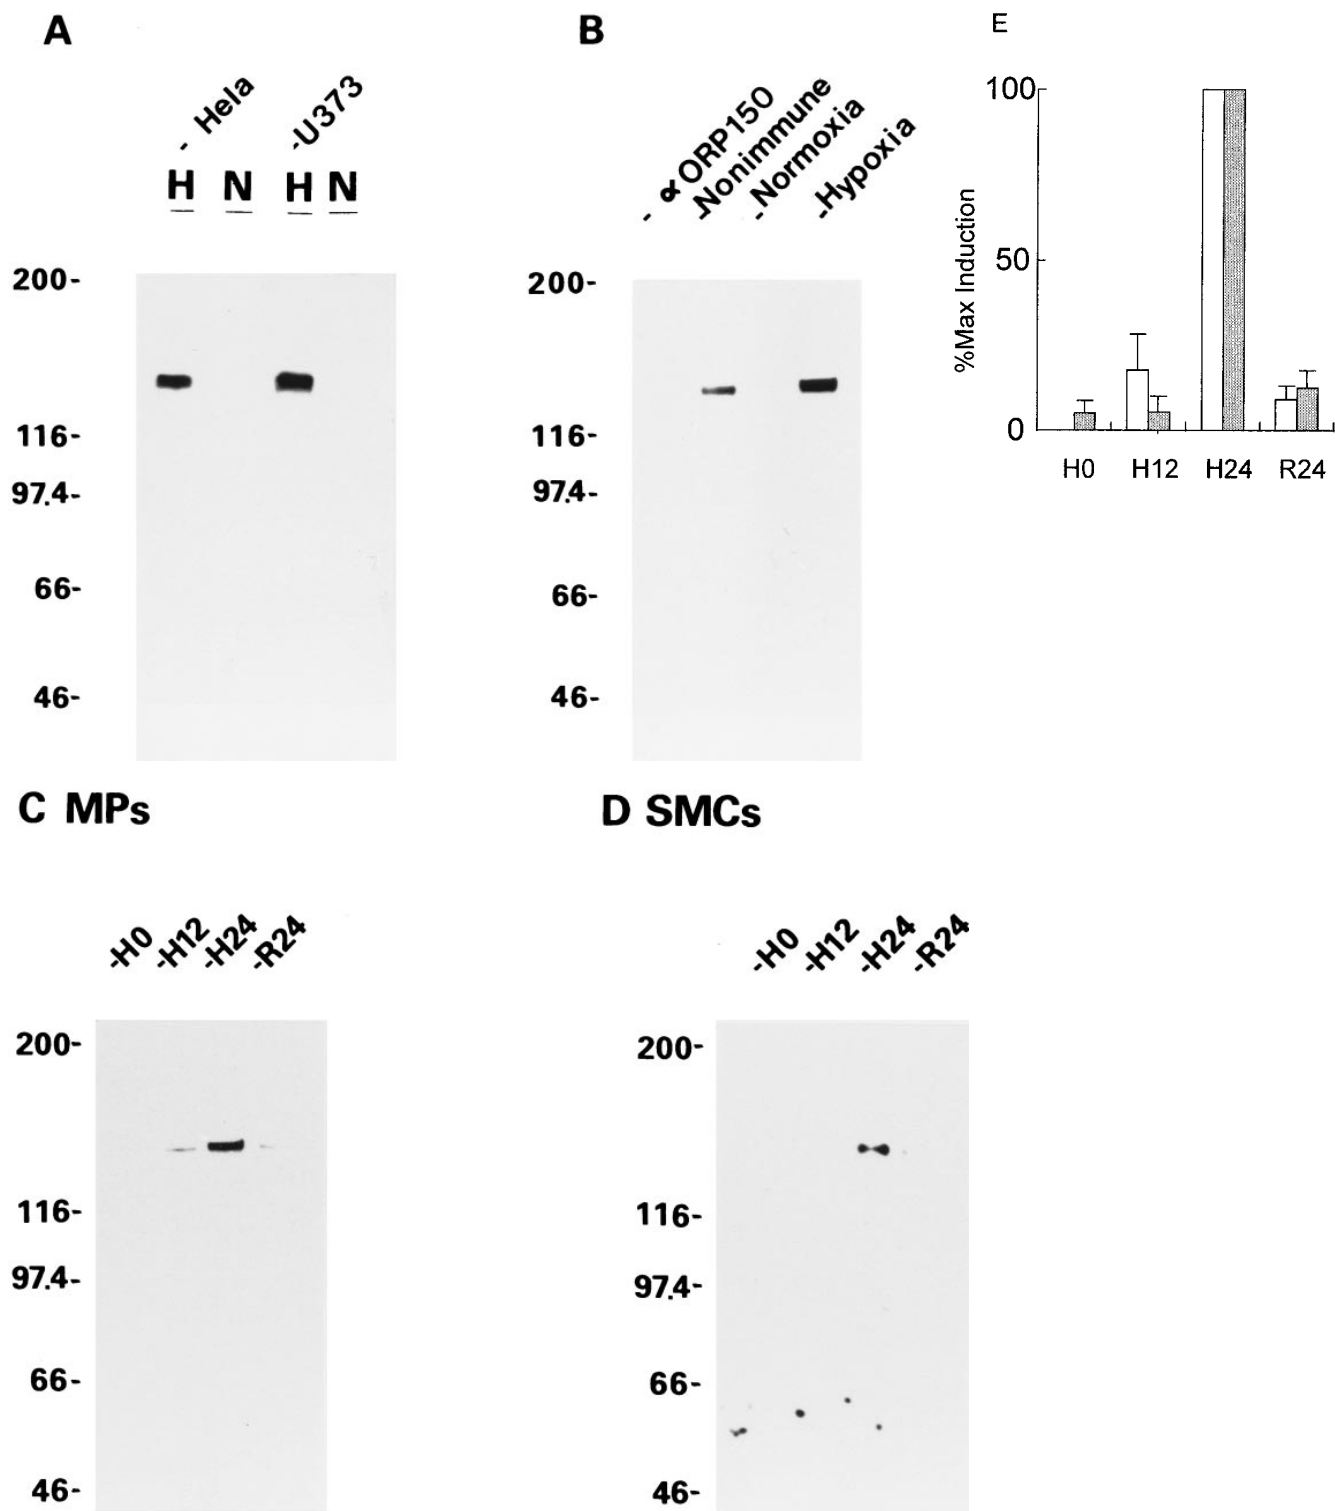 A
- Hela
-U373
H N H N
200-
116-
97.4-
66-
46-
B
- αORP150
-Nonimmune
-Normoxia
-Hypoxia
200-
116-
97.4-
66-
46-
E
%Max Induction
100
50
0
H0 H12 H24 R24
C MPs
-H0
-H12
-H24
-R24
200-
116-
97.4-
66-
46-
D SMCs
-H0
-H12
-H24
-R24
200-
116-
97.4-
66-
46-